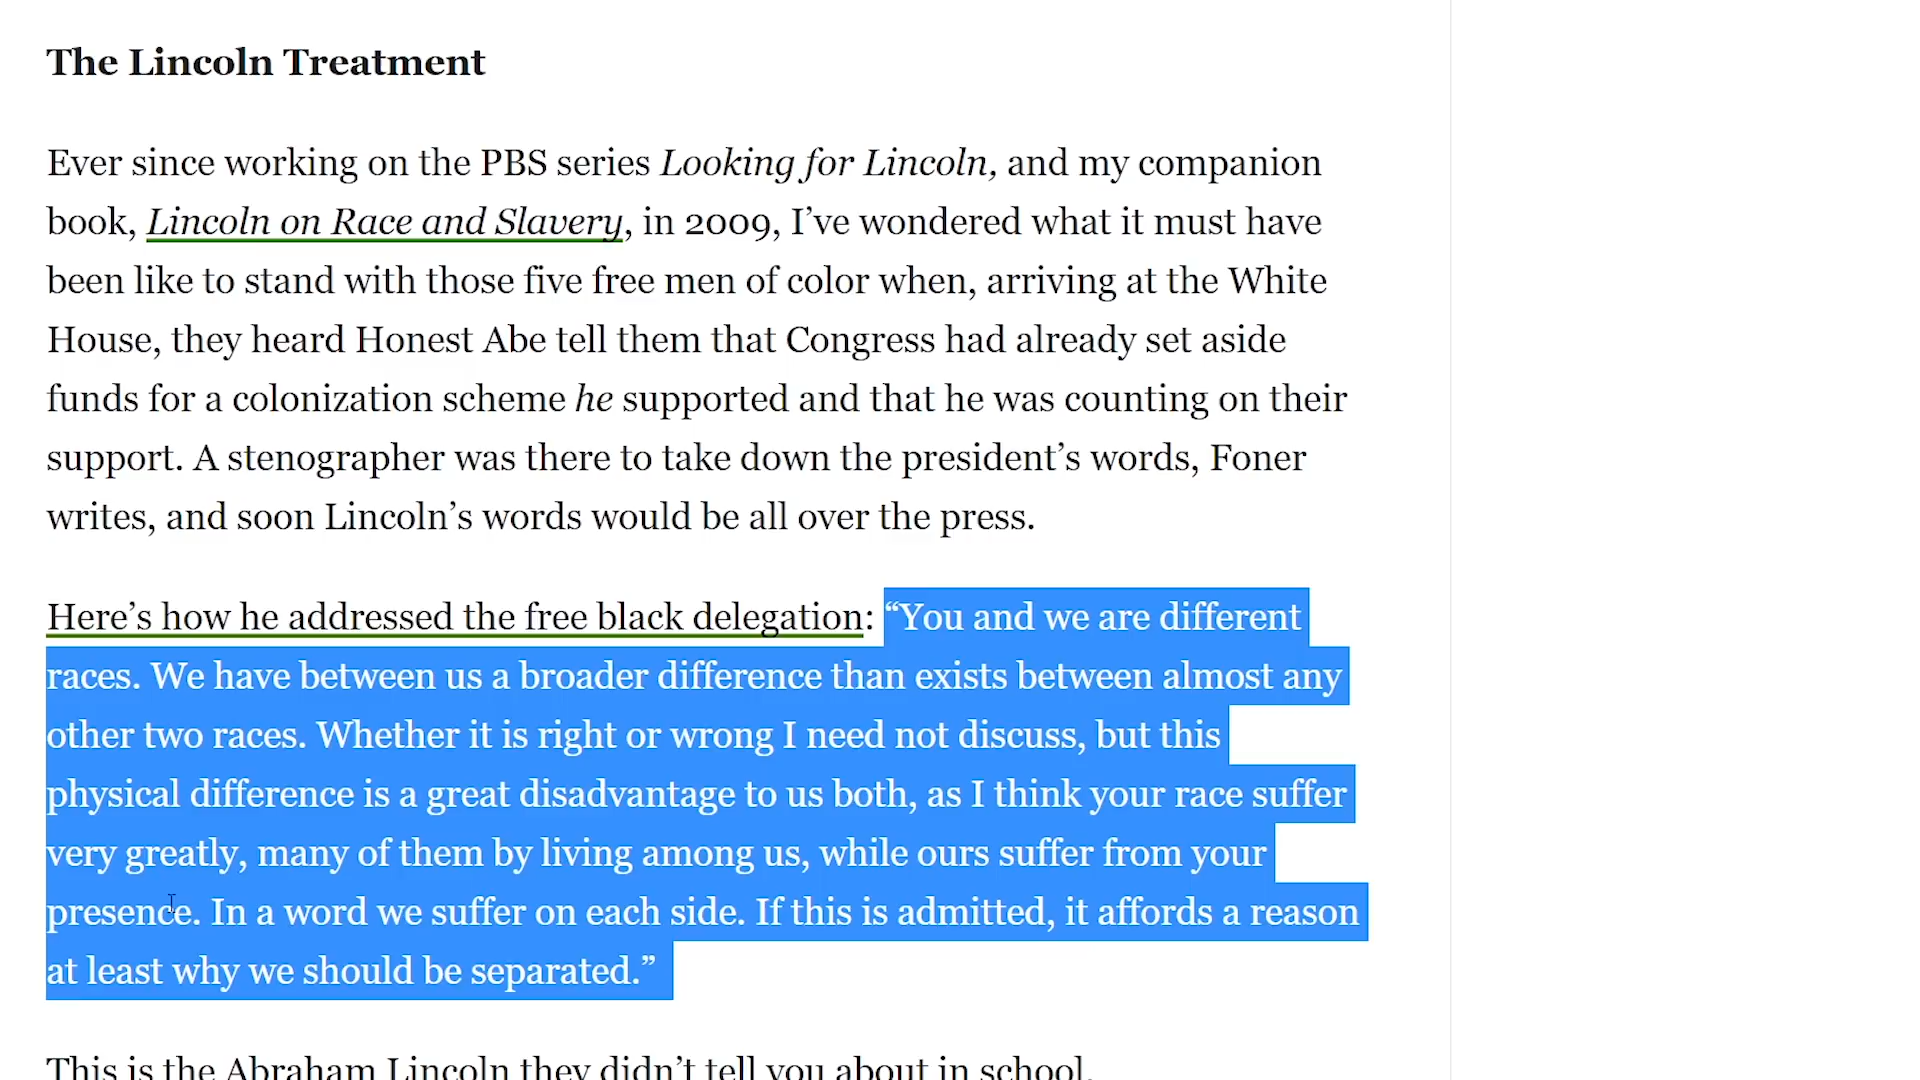 The Lincoln Treatment
Ever since working on the PBS series Looking for Lincoln, and my companion
book, Lincoln on Race and Slavery, in 2009, I’ve wondered what it must have
been like to stand with those five free men of color when, arriving at the White
House, they heard Honest Abe tell them that Congress had already set aside
funds for a colonization scheme he supported and that he was counting on their
support. A stenographer was there to take down the president’s words, Foner
writes, and soon Lincoln’s words would be all over the press.
Here’s how he addressed the free black delegation: “You and we are different
races. We have between us a broader difference than exists between almost any
other two races. Whether it is right or wrong I need not discuss, but this
physical difference is a great disadvantage to us both, as I think your race suffer
very greatly, many of them by living among us, while ours suffer from your
presence. In a word we suffer on each side. If this is admitted, it affords a reason
at least why we should be separated.”
This is the Abraham Lincoln they didn’t tell you about in school.